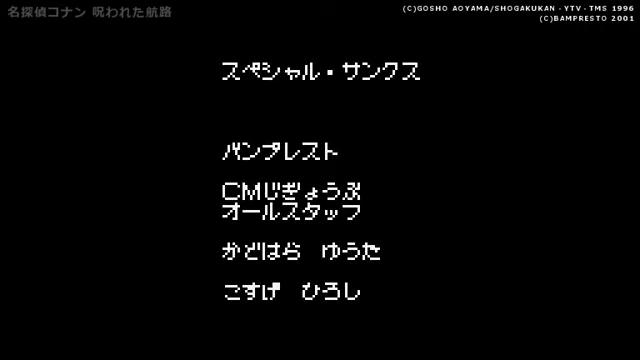 名探偵コナン 呪われた航路
(C)GOSHO AOYAMA/SHOGAKUKAN・YTV・TMS 1996
(C)BAMPRESTO 2001
スペシャル・サンクス
バンプレスト
CMじぎょうぶ
オールスタッフ
かどはら ゆうた
こすげ ひろし